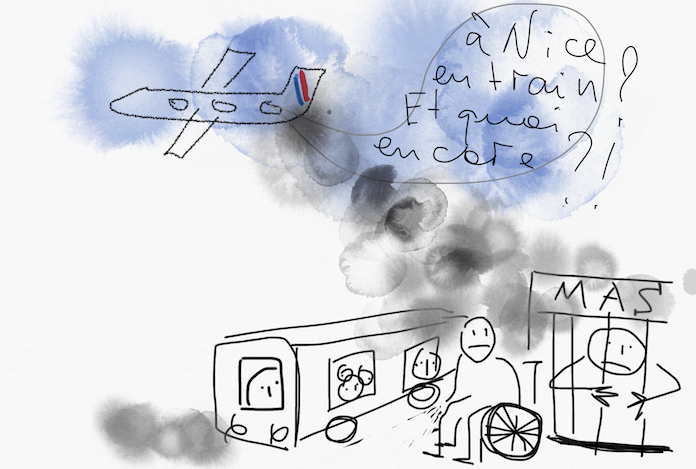 à Nice
en train ?
Et quoi
encore ?!
MAS